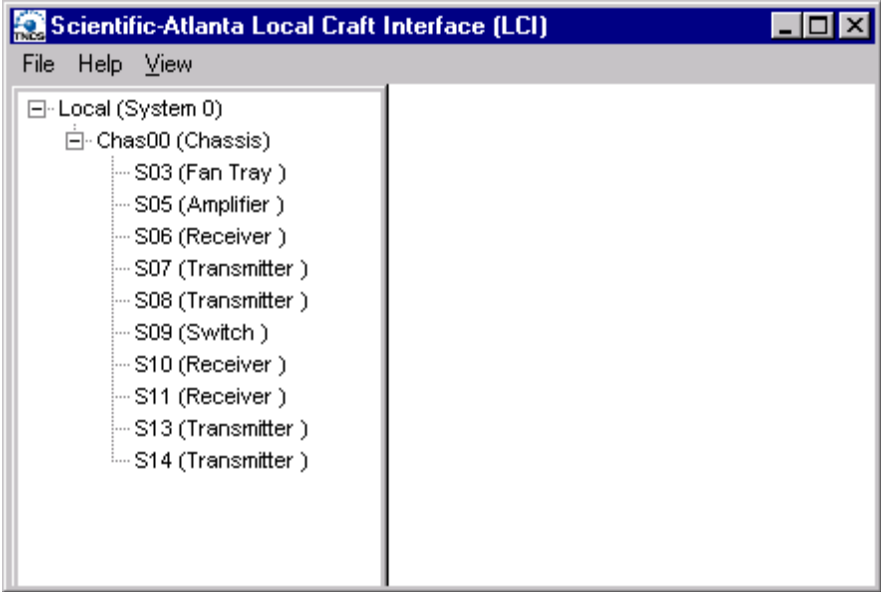 Scientific-Atlanta Local Craft Interface (LCI)
TNCS
File Help View
Local (System 0)
Chas00 (Chassis)
S03 (Fan Tray )
S05 (Amplifier )
S06 (Receiver )
S07 (Transmitter )
S08 (Transmitter )
S09 (Switch )
S10 (Receiver )
S11 (Receiver )
S13 (Transmitter )
S14 (Transmitter )